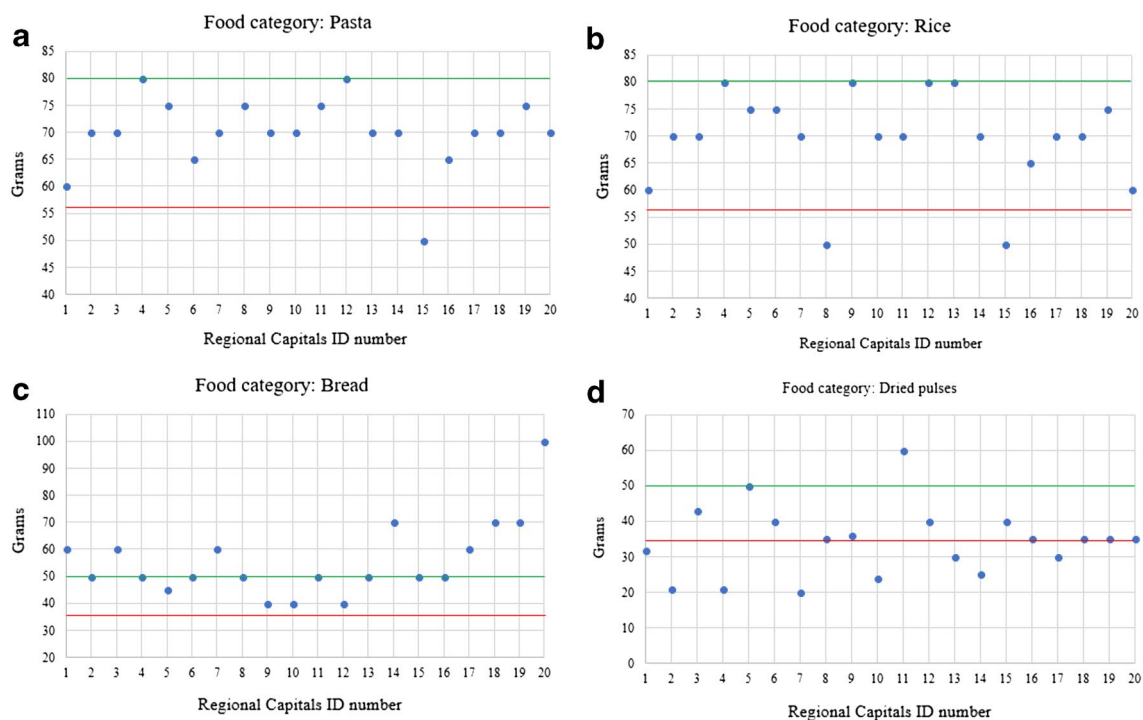 a
Food category: Pasta
85
80
75
70
65
60
55
50
45
40
Grams
1 2 3 4 5 6 7 8 9 10 11 12 13 14 15 16 17 18 19 20
Regional Capitals ID number
b
Food category: Rice
85
80
75
70
65
60
55
50
45
40
Grams
1 2 3 4 5 6 7 8 9 10 11 12 13 14 15 16 17 18 19 20
Regional Capitals ID number
c
Food category: Bread
110
100
90
80
70
60
50
40
30
20
Grams
1 2 3 4 5 6 7 8 9 10 11 12 13 14 15 16 17 18 19 20
Regional Capitals ID number
d
Food category: Dried pulses
70
60
50
40
30
20
10
0
Grams
1 2 3 4 5 6 7 8 9 10 11 12 13 14 15 16 17 18 19 20
Regional Capitals ID number